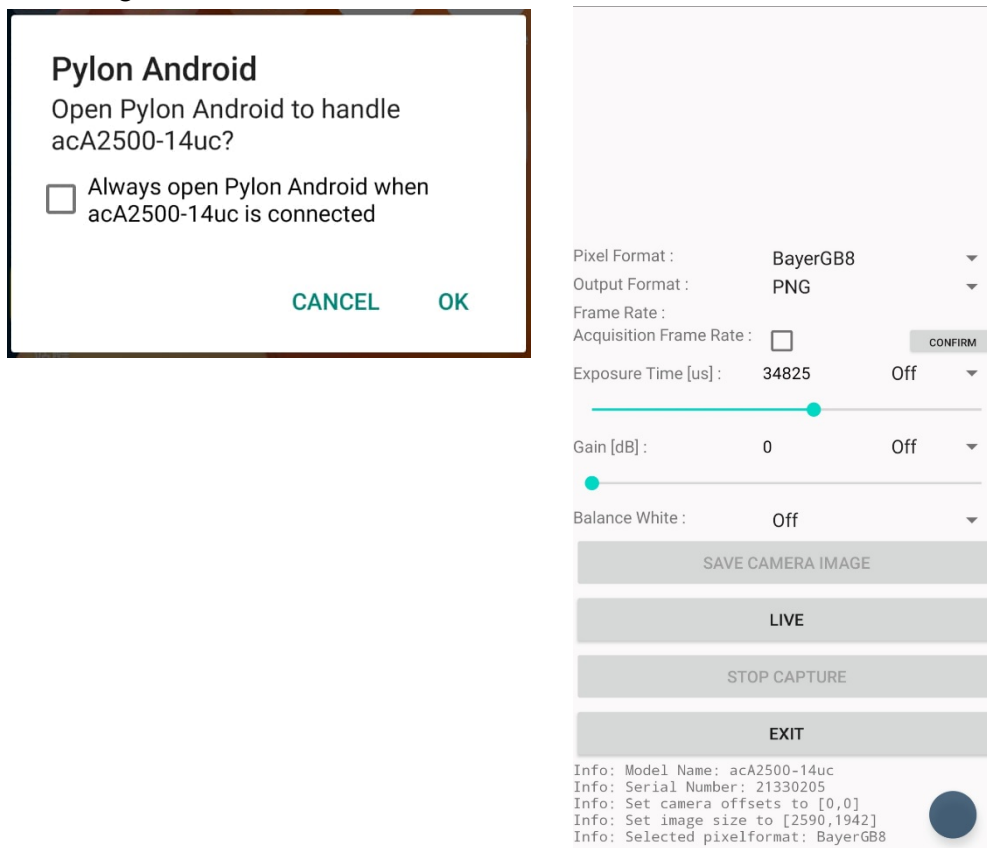 Pylon Android
Open Pylon Android to handle
acA2500-14uc?
Always open Pylon Android when
acA2500-14uc is connected
CANCEL OK
Pixel Format : BayerGB8
Output Format : PNG
Frame Rate :
Acquisition Frame Rate : CONFIRM
Exposure Time [us] : 34825 Off
Gain [dB] : 0 Off
Balance White : Off
SAVE CAMERA IMAGE
LIVE
STOP CAPTURE
EXIT
Info: Model Name: acA2500-14uc
Info: Serial Number: 21330205
Info: Set camera offsets to [0,0]
Info: Set image size to [2590,1942]
Info: Selected pixelformat: BayerGB8